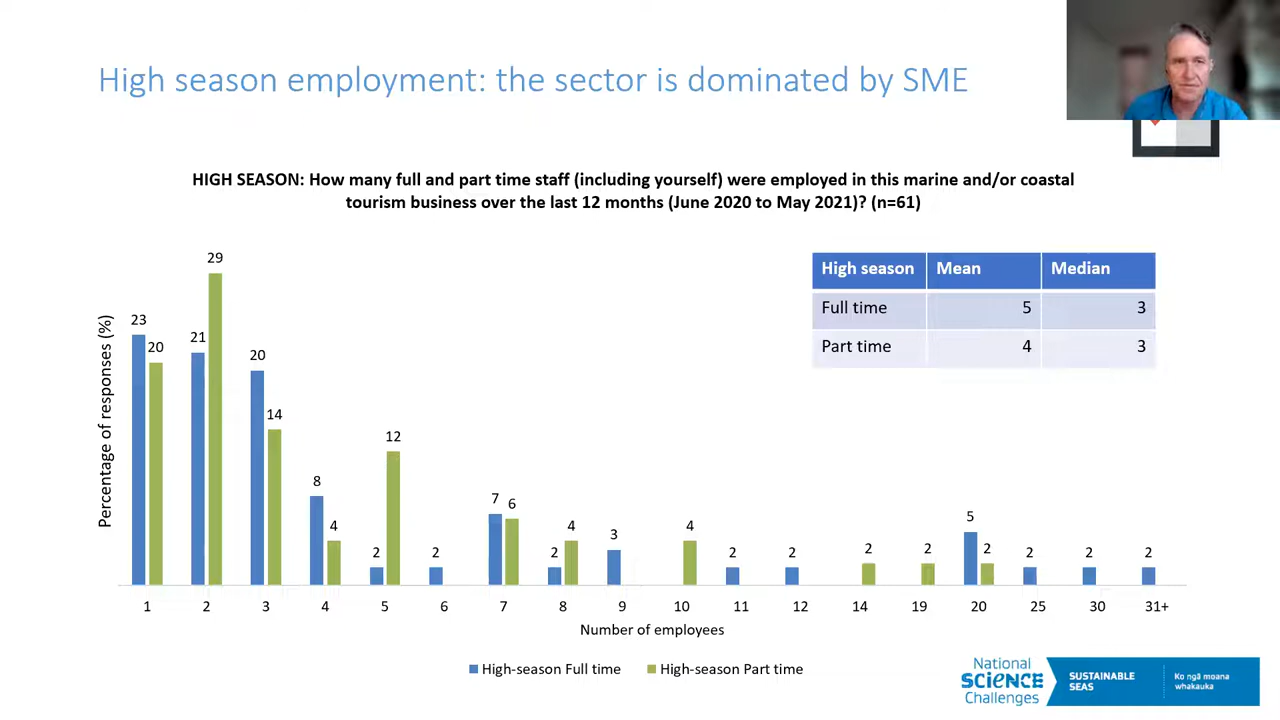 High season employment: the sector is dominated by SME
HIGH SEASON: How many full and part time staff (including yourself) were employed in this marine and/or coastal
tourism business over the last 12 months (June 2020 to May 2021)? (n=61)
High season Mean Median
Full time 5 3
Part time 4 3
Percentage of responses (%)
23 20
21 29
20 14
8 4
2 12
2
7 6
2 4
3
4
2
2
2
2
5 2
2
2
2
1 2 3 4 5 6 7 8 9 10 11 12 14 19 20 25 30 31+
Number of employees
High-season Full time High-season Part time
National
SCIENCE
Challenges
SUSTAINABLE
SEAS
Ko ngā moana
whakauka